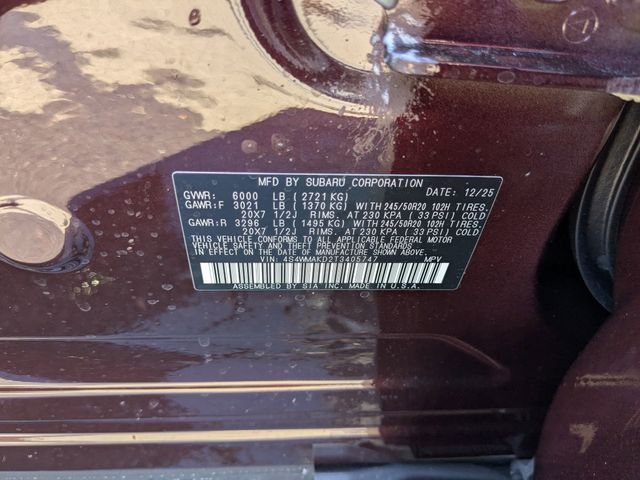 MFD BY SUBARU CORPORATION
GVWR: 6000 LB (2721 KG) DATE: 12/25
GAWR:F 3021 LB (1370 KG) WITH 245/50R20 102H TIRES.
20X7 1/2J RIMS. AT 230 KPA (33 PSI) COLD
GAWR:R 3296 LB (1495 KG) WITH 245/50R20 102H TIRES.
20X7 1/2J RIMS. AT 230 KPA (33 PSI) COLD
THIS VEHICLE CONFORMS TO ALL APPLICABLE FEDERAL MOTOR
VEHICLE SAFETY AND THEFT PREVENTION STANDARDS
IN EFFECT ON THE DATE OF MANUFACTURE SHOWN ABOVE.
VIN: 4S4WMAKD2T3405747 MPV
ASSEMBLED BY SIA INC. MADE IN U.S.A.